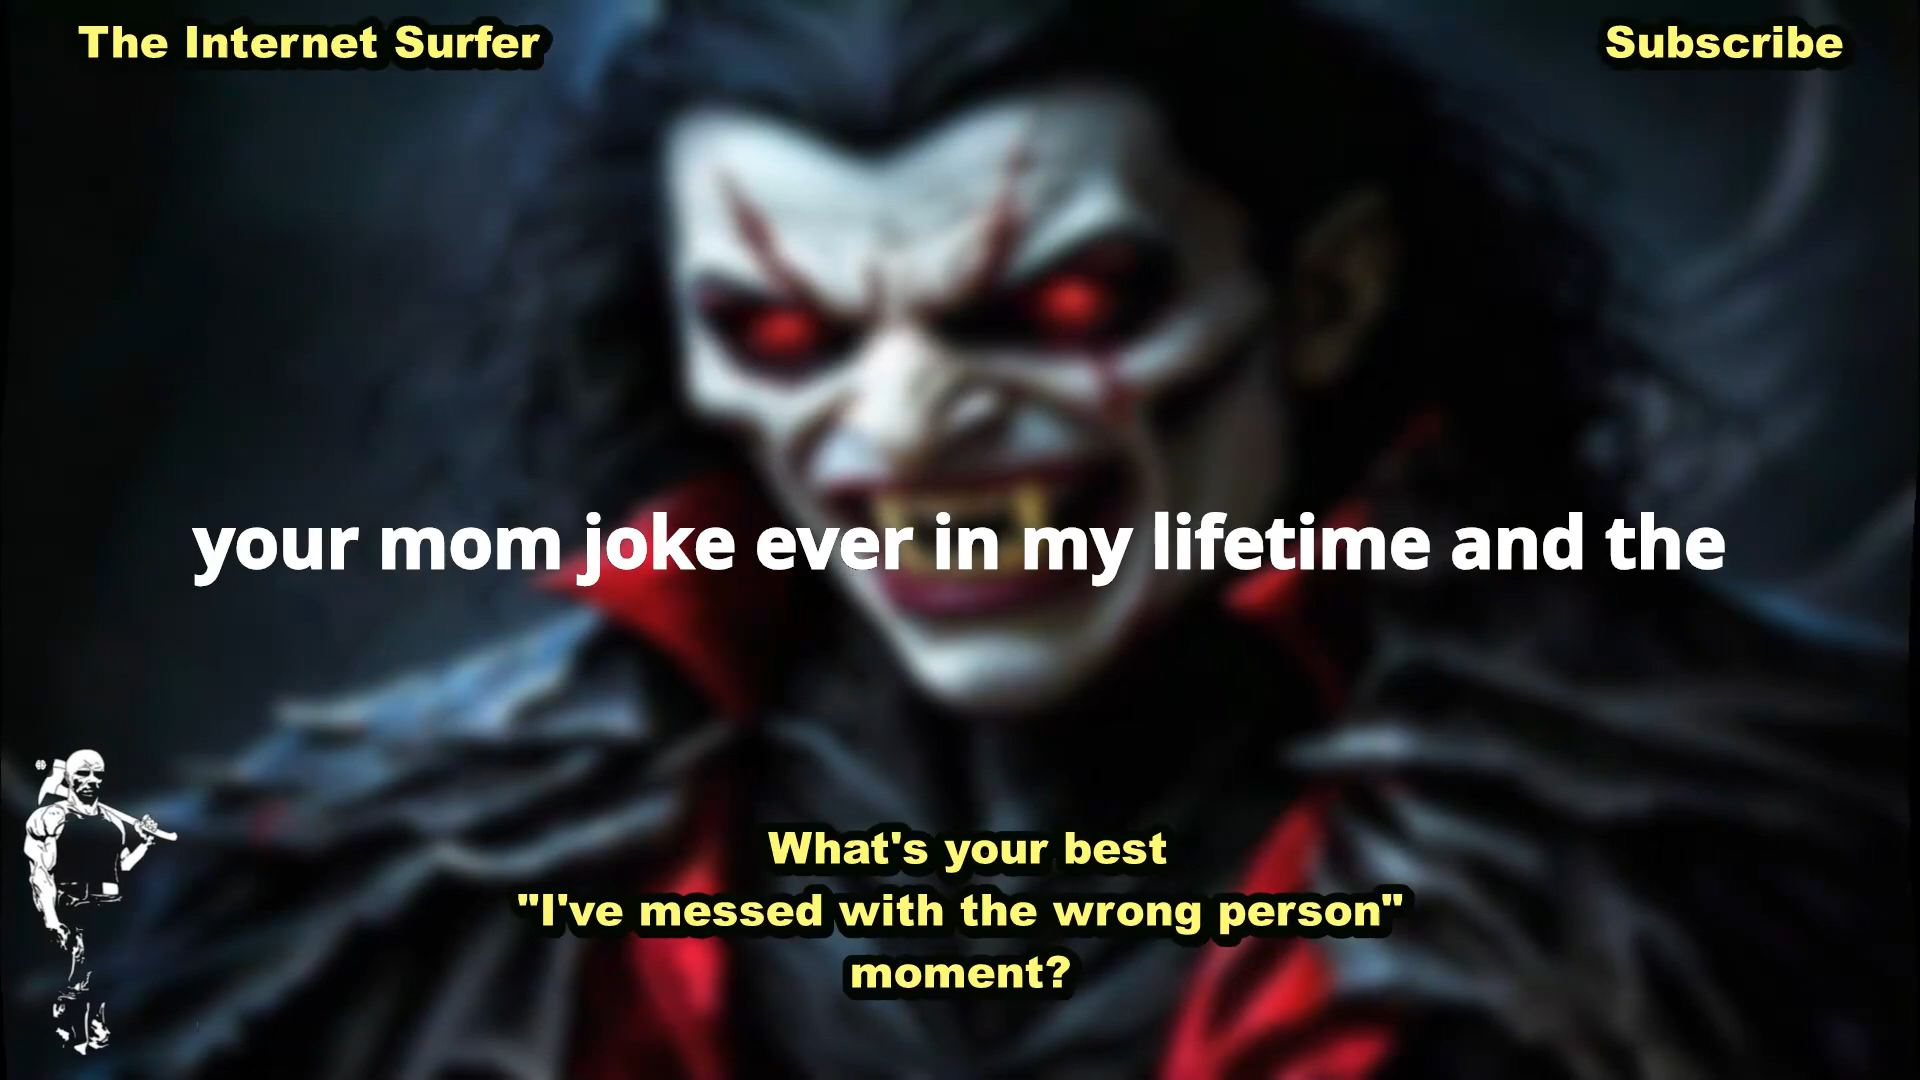 The Internet Surfer
Subscribe
your mom joke ever in my lifetime and the
What's your best
"I've messed with the wrong person"
moment?